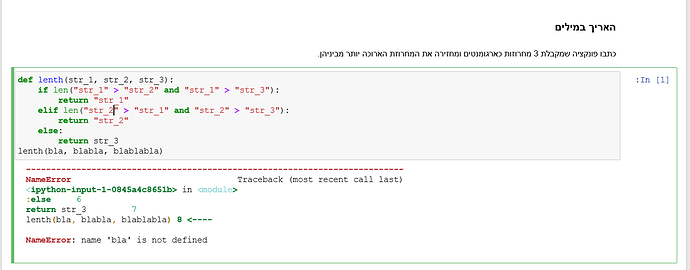 האריך במילים
כתבו פונקציה שמקבלת 3 מחרוזות כארגומנטים ומחזירה את המחרוזת הארוכה יותר מביניהן.
:In [1]
def lenth(str_1, str_2, str_3):
if len("str_1" > "str_2" and "str_1" > "str_3"):
return "str_1"
elif len("str_2" > "str_1" and "str_2" > "str_3"):
return "str_2"
else:
return str_3
lenth(bla, blabla, blablabla)
---------------------------------------------------------------------------
NameError Traceback (most recent call last)
<ipython-input-1-0845a4c8651b> in <module>
:else 6
return str_3 7
lenth(bla, blabla, blablabla) 8 <----
NameError: name 'bla' is not defined